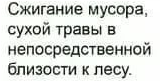 Сжигание мусора,
сухой травы в
непосредственной
близости к лесу.